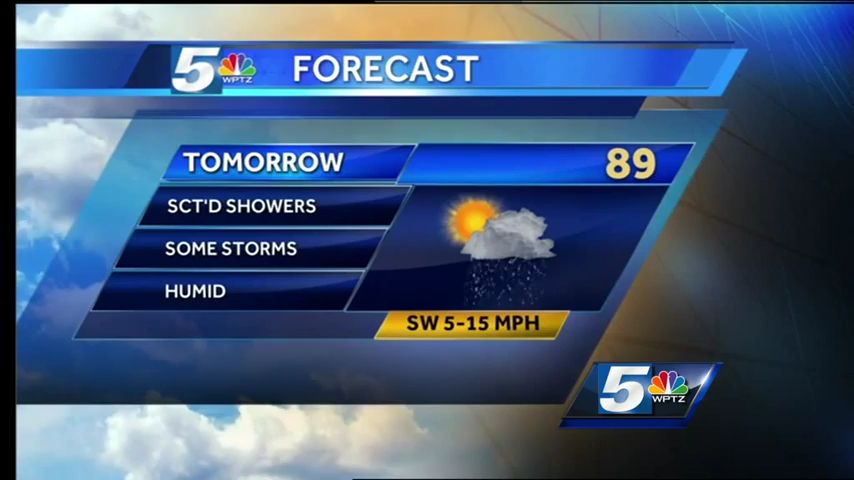 5 WPTZ FORECAST
TOMORROW 89
SCT'D SHOWERS
SOME STORMS
HUMID
SW 5-15 MPH
5 WPTZ